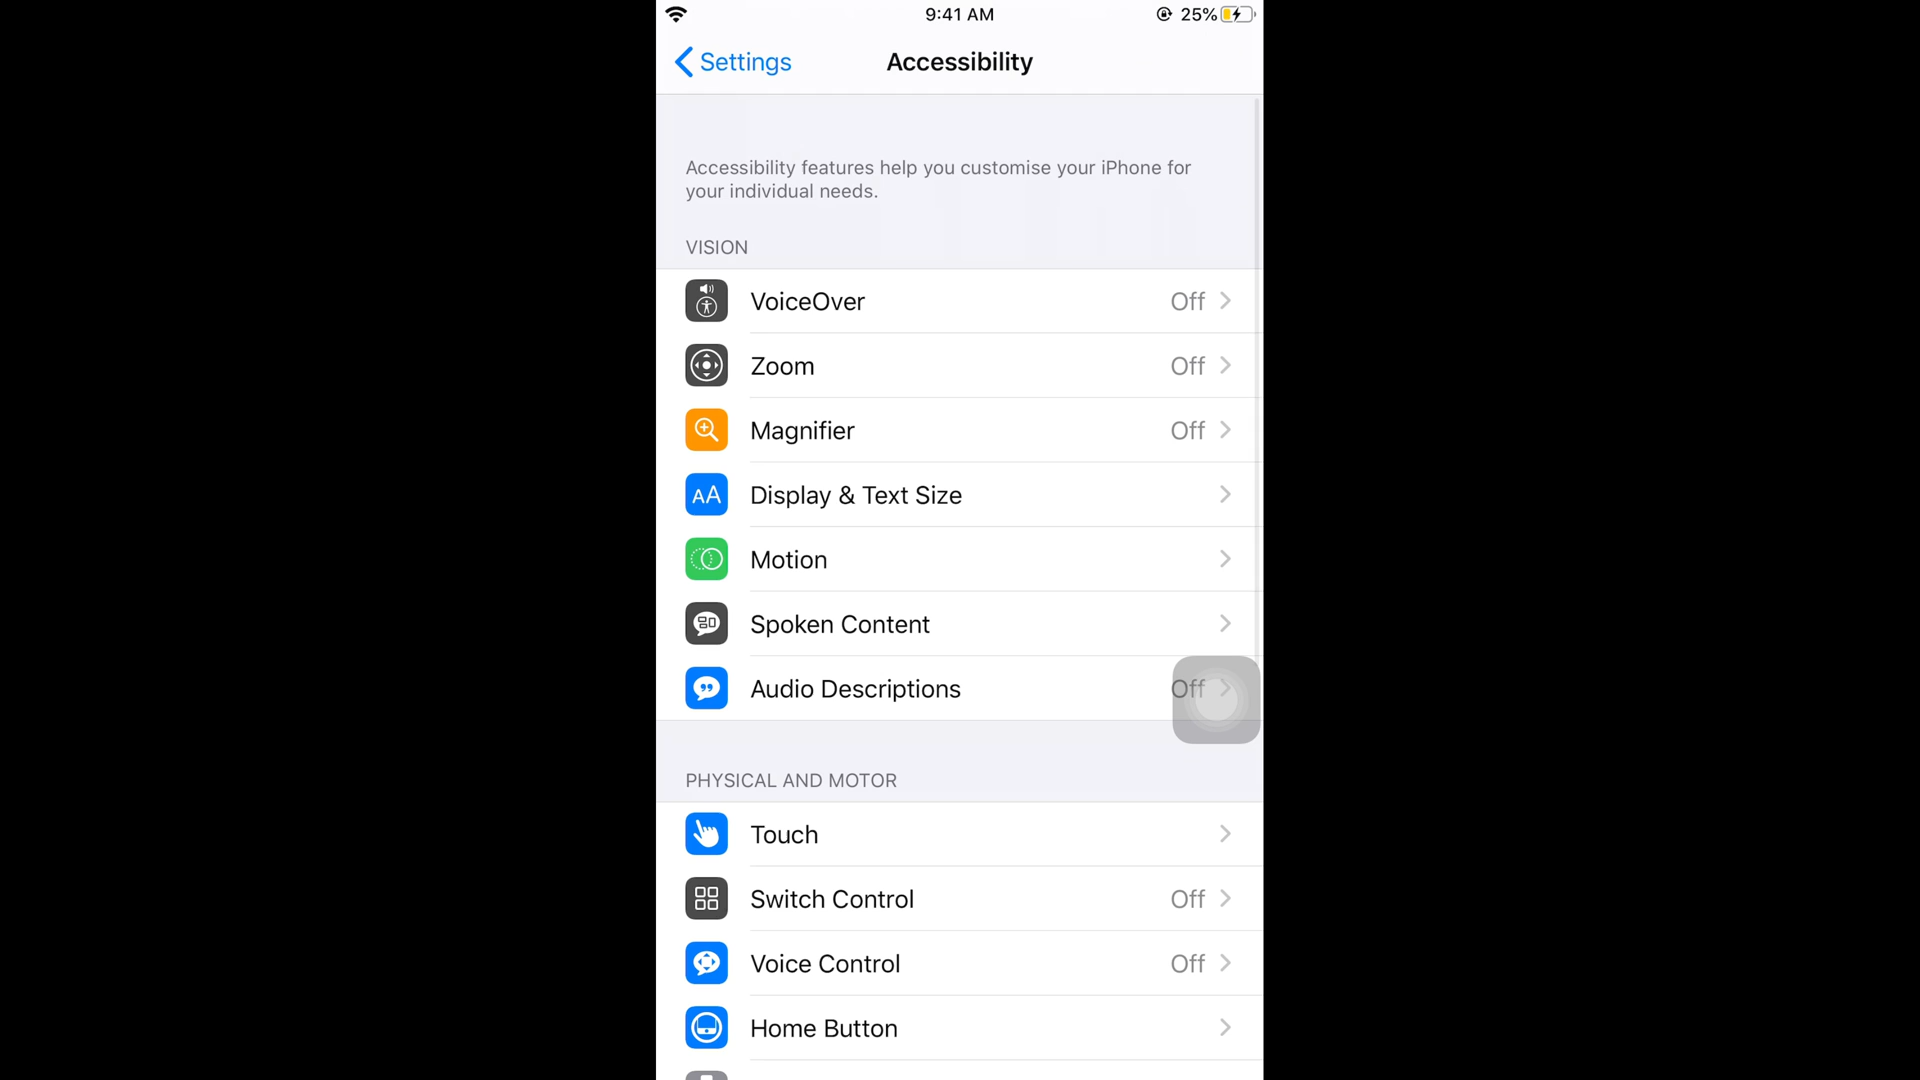 9:41 AM
25%
Settings
Accessibility
Accessibility features help you customise your iPhone for
your individual needs.
VISION
VoiceOver Off
Zoom Off
Magnifier Off
AA Display & Text Size
Motion
Spoken Content
Audio Descriptions Off
PHYSICAL AND MOTOR
Touch
Switch Control Off
Voice Control Off
Home Button